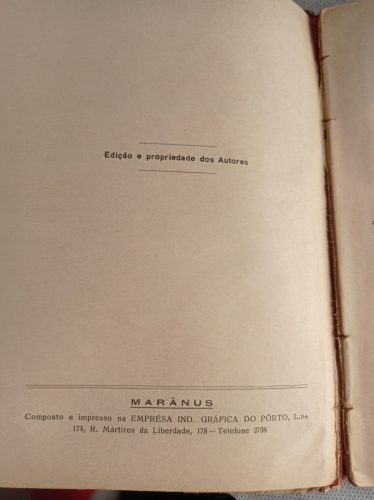 Edição e propriedade dos Autores
MARÂNUS
Composto e impresso na EMPRÊSA IND. GRÁFICA DO PÔRTO, L.DA
174, R. Mártires da Liberdade, 178 — Telefone 2736